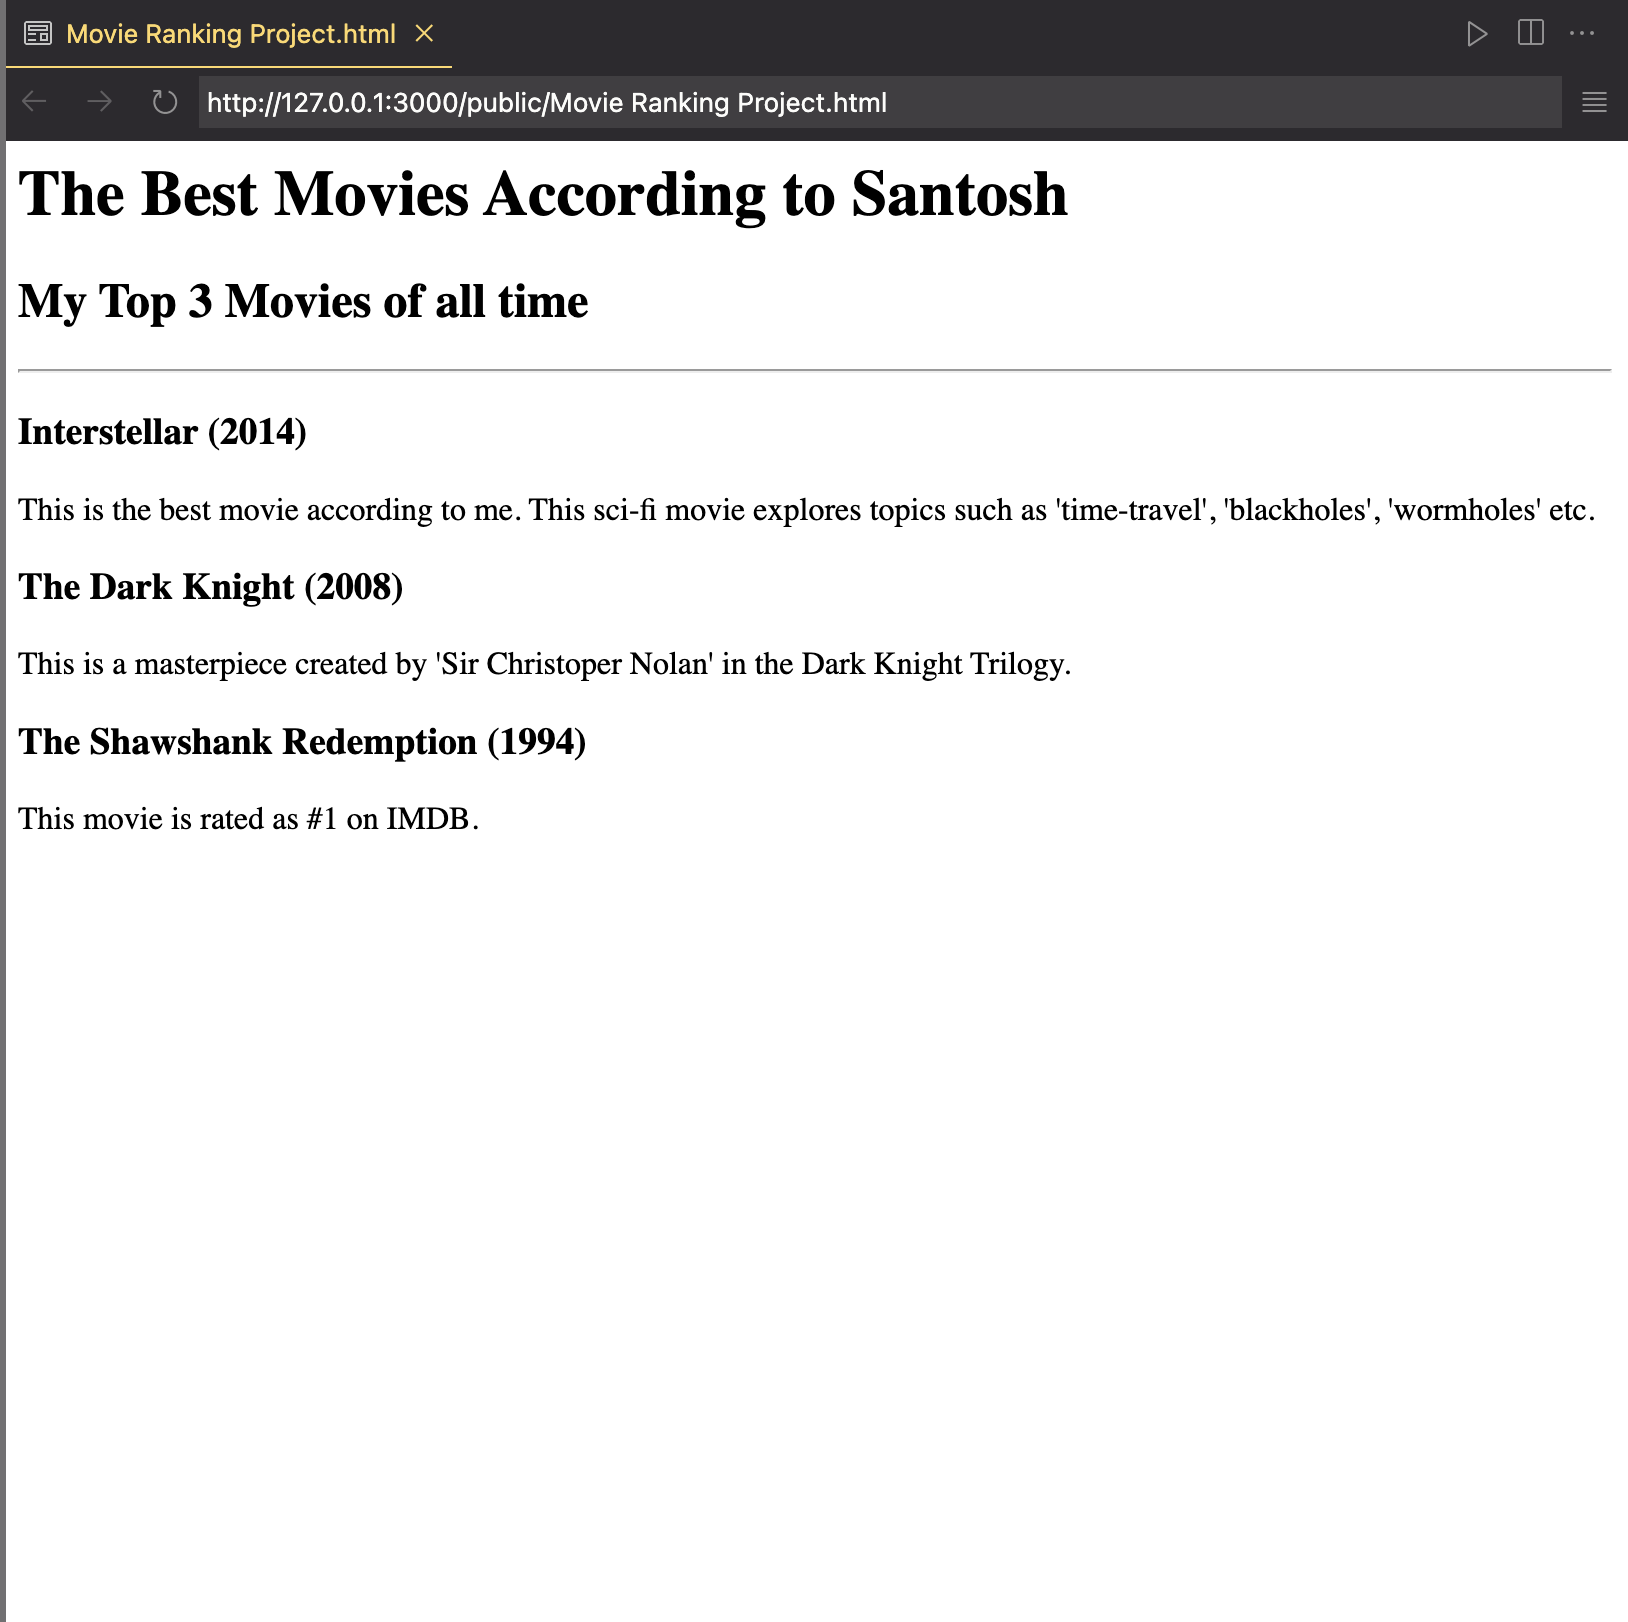 Movie Ranking Project.html
http://127.0.0.1:3000/public/Movie Ranking Project.html
The Best Movies According to Santosh
My Top 3 Movies of all time
Interstellar (2014)
This is the best movie according to me. This sci-fi movie explores topics such as 'time-travel', 'blackholes', 'wormholes' etc.
The Dark Knight (2008)
This is a masterpiece created by 'Sir Christoper Nolan' in the Dark Knight Trilogy.
The Shawshank Redemption (1994)
This movie is rated as #1 on IMDB.